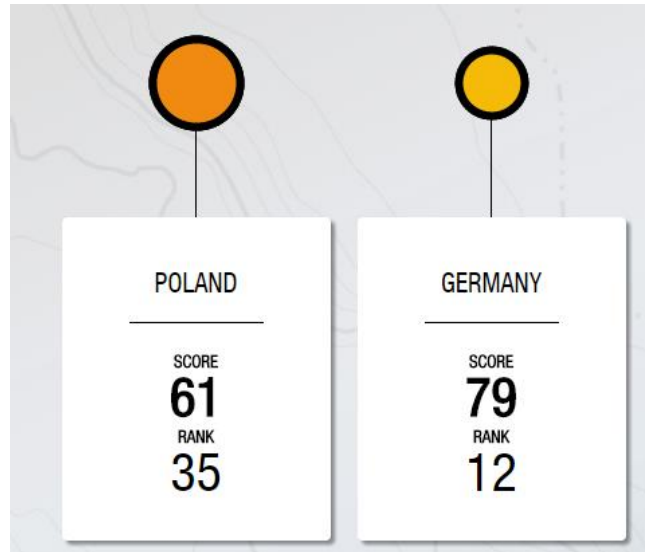 POLAND
SCORE
61
RANK
35
GERMANY
SCORE
79
RANK
12